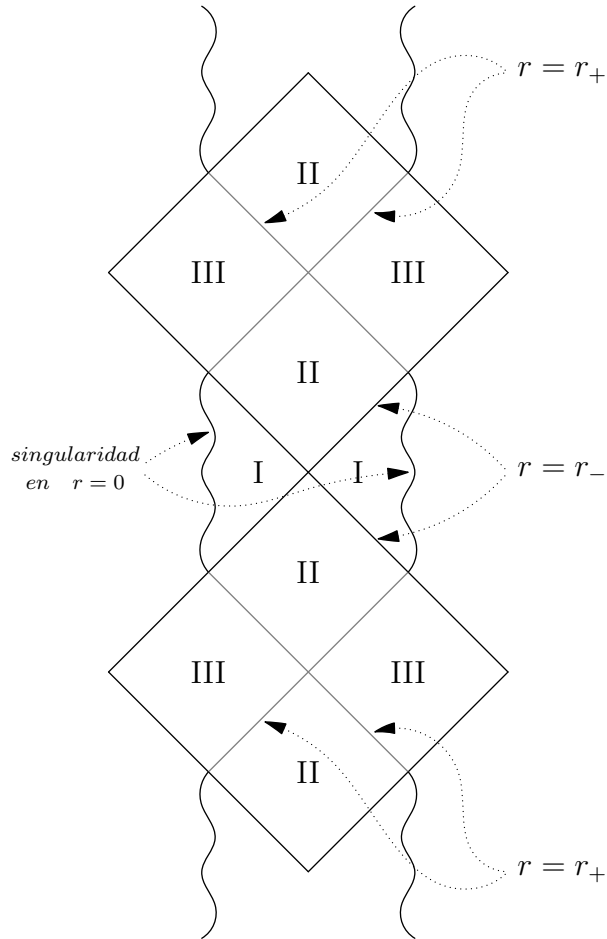 r = r₊
II
III III
II
singularidad
en r = 0
I I
r = r₋
II
III III
II
r = r₊